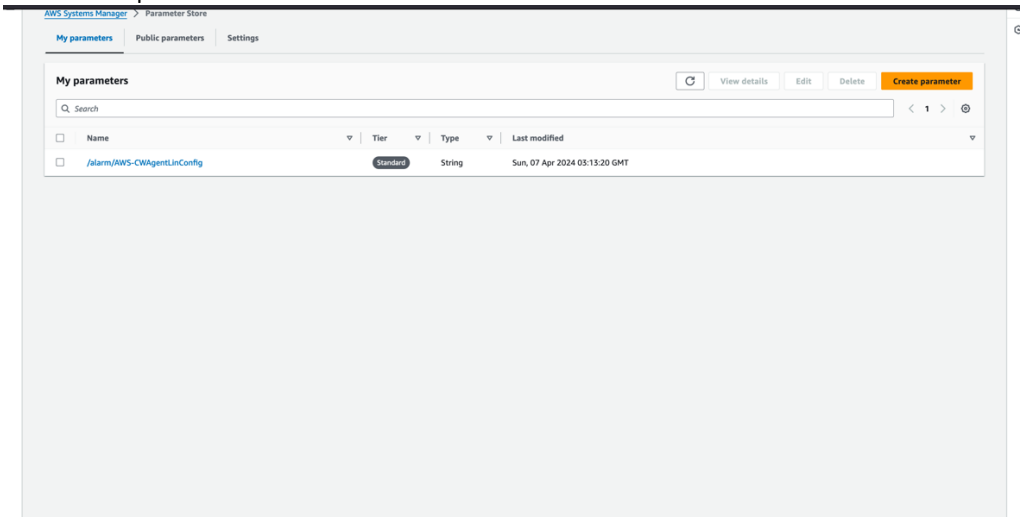 AWS Systems Manager > Parameter Store
My parameters Public parameters Settings
My parameters View details Edit Delete Create parameter
Search 1
Name Tier Type Last modified
/alarm/AWS-CWAgentLinConfig Standard String Sun, 07 Apr 2024 03:13:20 GMT